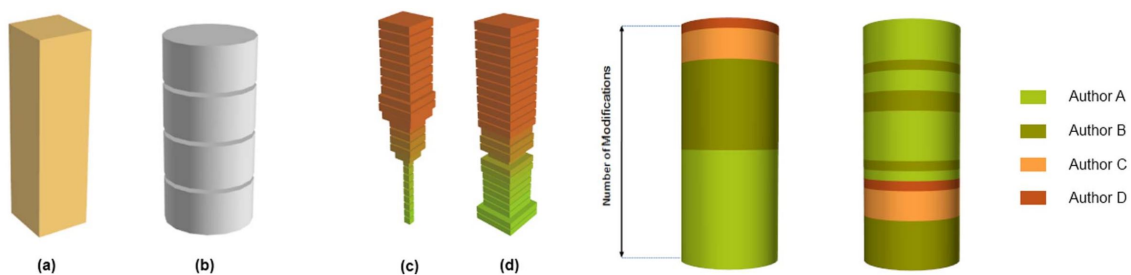 (a)
(b)
(c)
(d)
Number of Modifications
Author A
Author B
Author C
Author D